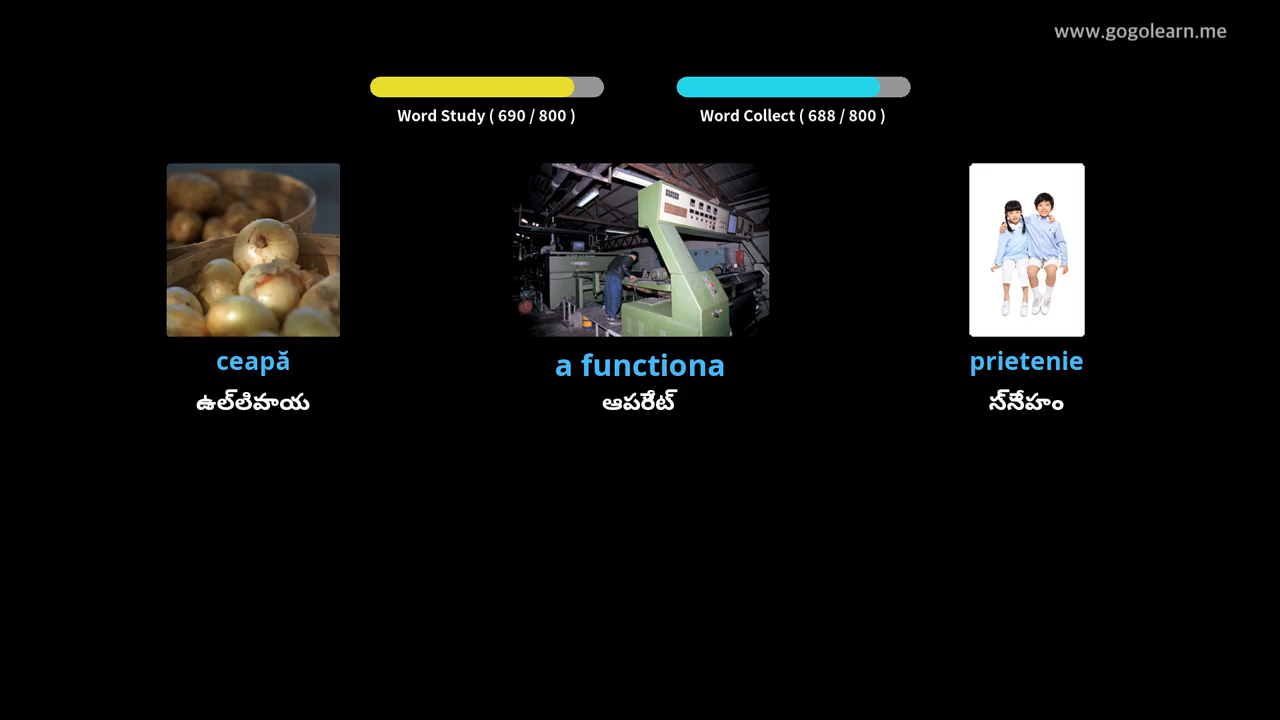 www.gogolearn.me
Word Study ( 690 / 800 )
Word Collect ( 688 / 800 )
ceapă
a functiona
prietenie
ఉల్లివాయ
ఆపరేట్
స్నేహం